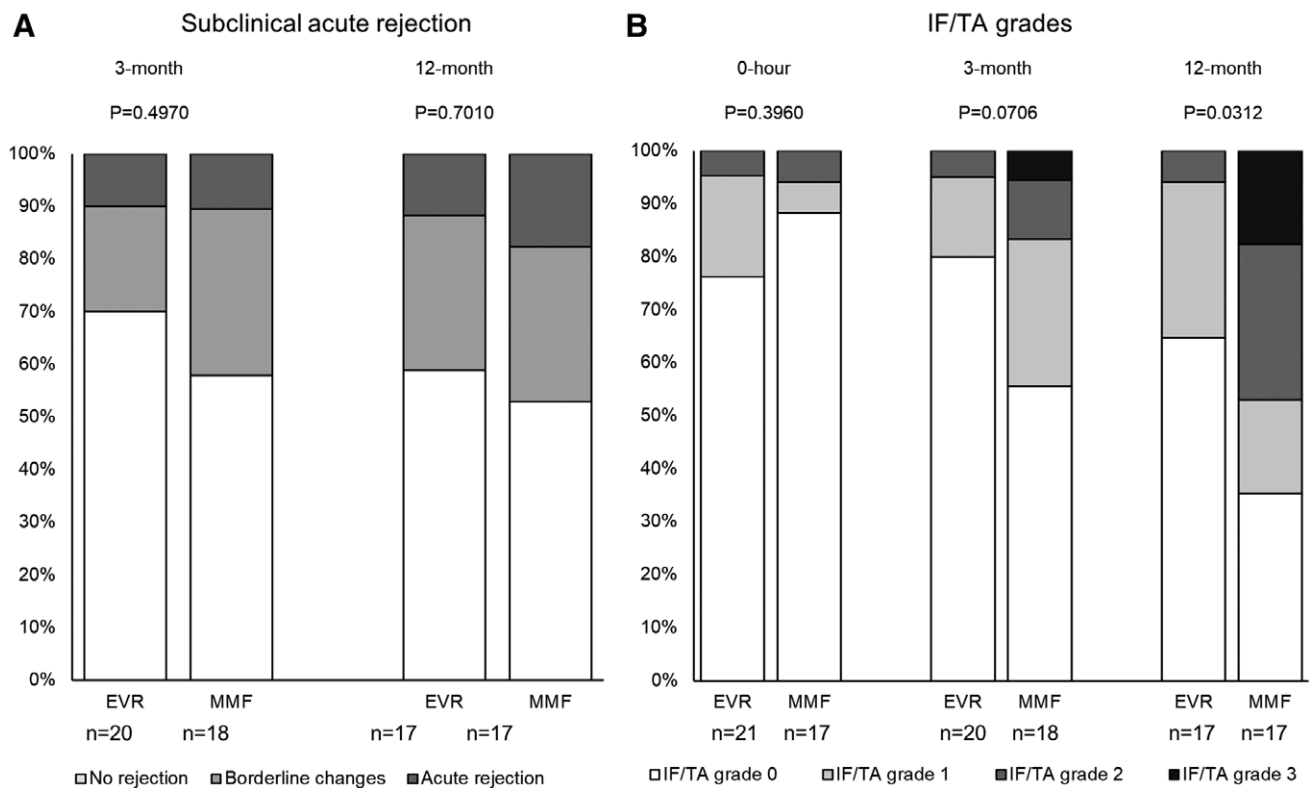 A Subclinical acute rejection
3-month 12-month
P=0.4970 P=0.7010
100%
90%
80%
70%
60%
50%
40%
30%
20%
10%
0%
EVR MMF EVR MMF
n=20 n=18 n=17 n=17
No rejection Borderline changes Acute rejection
B IF/TA grades
0-hour 3-month 12-month
P=0.3960 P=0.0706 P=0.0312
100%
90%
80%
70%
60%
50%
40%
30%
20%
10%
0%
EVR MMF EVR MMF EVR MMF
n=21 n=17 n=20 n=18 n=17 n=17
IF/TA grade 0 IF/TA grade 1 IF/TA grade 2 IF/TA grade 3